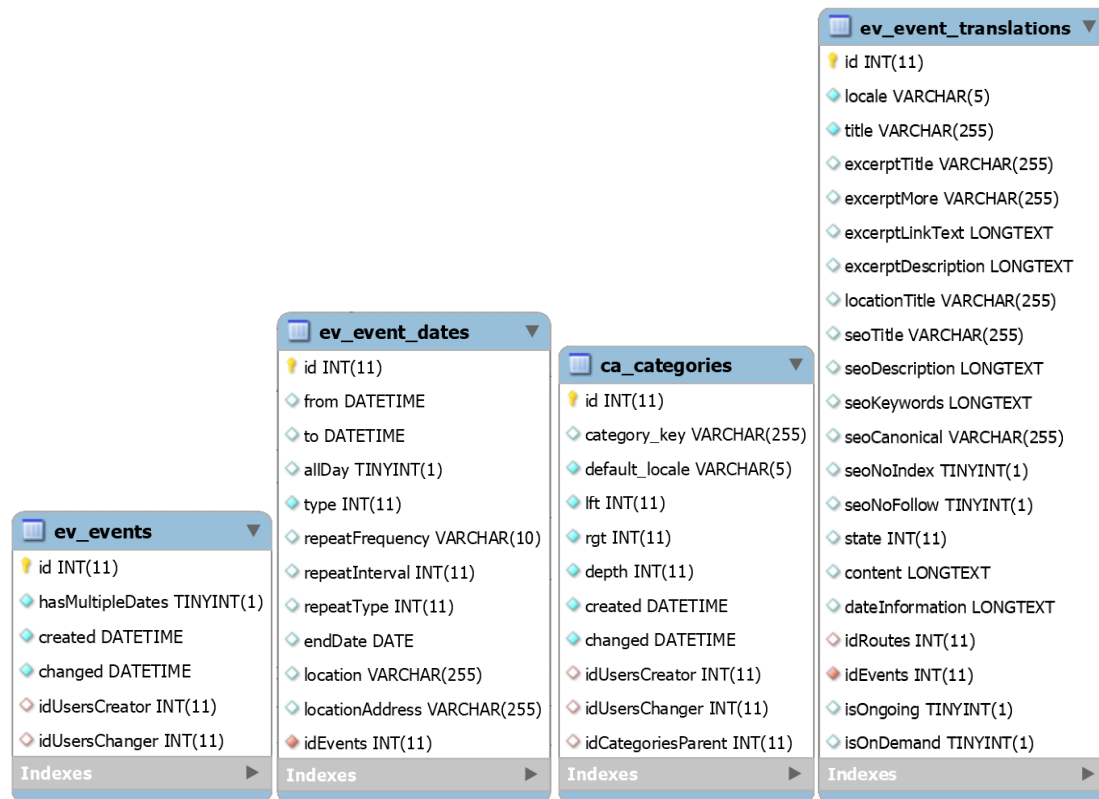 ev_events
id INT(11)
hasMultipleDates TINYINT(1)
created DATETIME
changed DATETIME
idUsersCreator INT(11)
idUsersChanger INT(11)
Indexes
ev_event_dates
id INT(11)
from DATETIME
to DATETIME
allDay TINYINT(1)
type INT(11)
repeatFrequency VARCHAR(10)
repeatInterval INT(11)
repeatType INT(11)
endDate DATE
location VARCHAR(255)
locationAddress VARCHAR(255)
idEvents INT(11)
Indexes
ca_categories
id INT(11)
category_key VARCHAR(255)
default_locale VARCHAR(5)
lft INT(11)
rgt INT(11)
depth INT(11)
created DATETIME
changed DATETIME
idUsersCreator INT(11)
idUsersChanger INT(11)
idCategoriesParent INT(11)
Indexes
ev_event_translations
id INT(11)
locale VARCHAR(5)
title VARCHAR(255)
excerptTitle VARCHAR(255)
excerptMore VARCHAR(255)
excerptLinkText LONGTEXT
excerptDescription LONGTEXT
locationTitle VARCHAR(255)
seoTitle VARCHAR(255)
seoDescription LONGTEXT
seoKeywords LONGTEXT
seoCanonical VARCHAR(255)
seoNoIndex TINYINT(1)
seoNoFollow TINYINT(1)
state INT(11)
content LONGTEXT
dateInformation LONGTEXT
idRoutes INT(11)
idEvents INT(11)
isOngoing TINYINT(1)
isOnDemand TINYINT(1)
Indexes